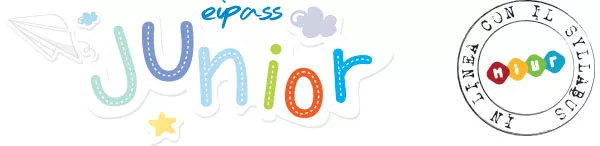 eipass
Junior
IN LINEA CON IL SYLLABUS
Miur